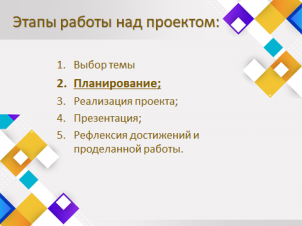 Этапы работы над проектом:
1. Выбор темы
2. Планирование;
3. Реализация проекта;
4. Презентация;
5. Рефлексия достижений и
проделанной работы.